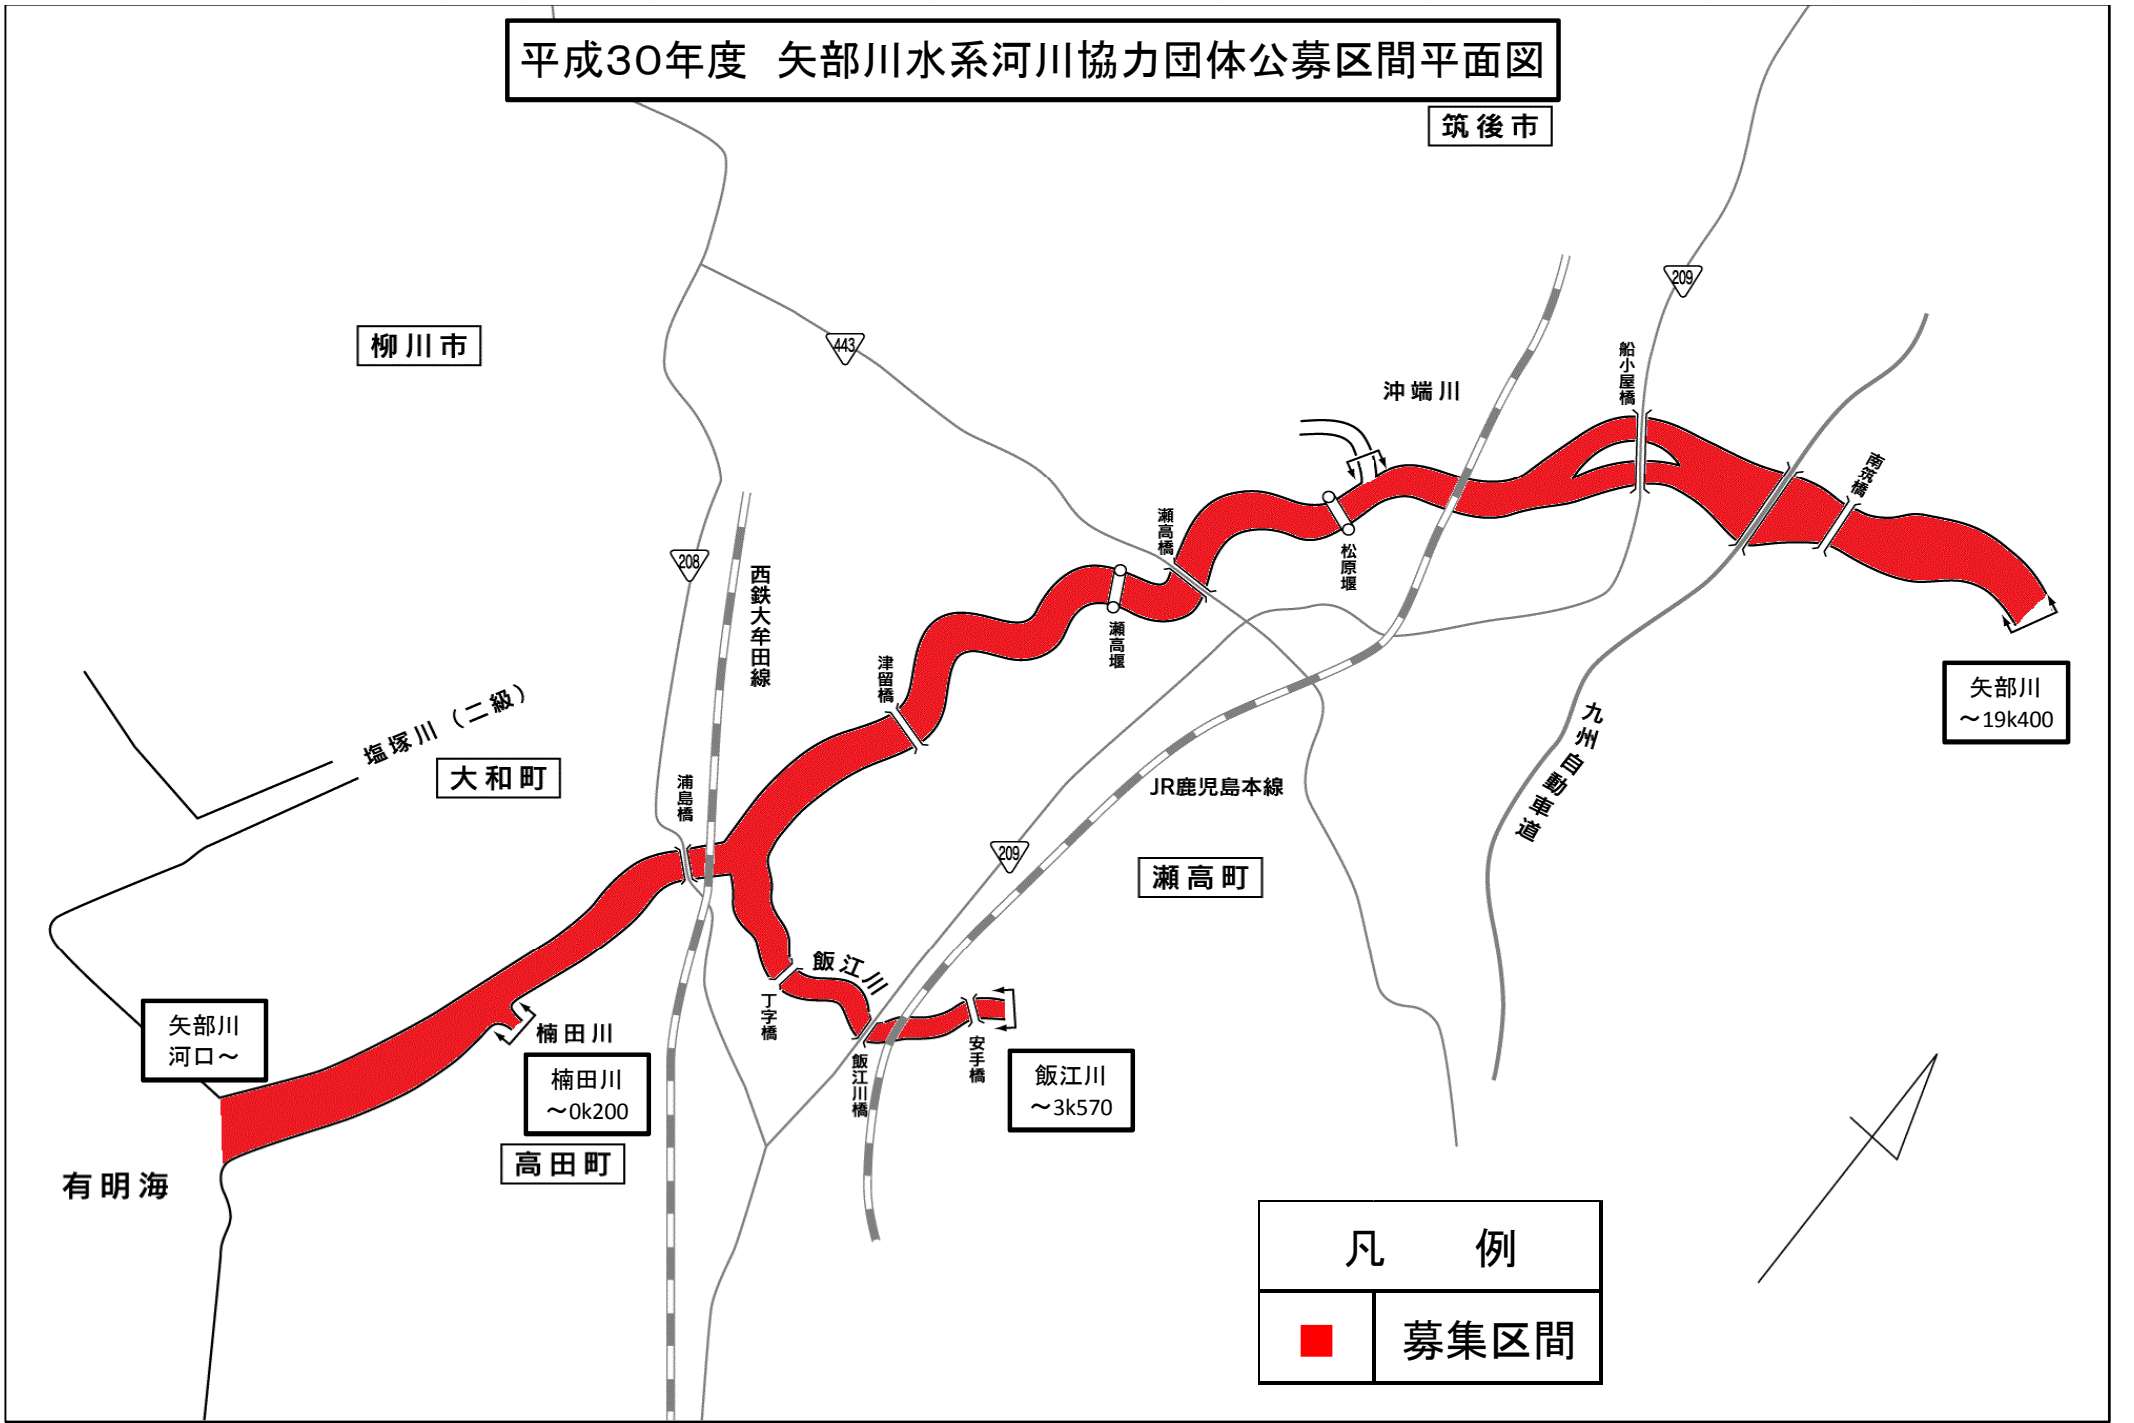 平成30年度　矢部川水系河川協力団体公募区間平面図
筑後市
209
柳川市
443
船小屋橋
沖端川
南筑橋
瀬高橋
松原堰
208
西鉄大牟田線
瀬高堰
津留橋
矢部川
～19k400
塩塚川（二級）
九州自動車道
大和町
浦島橋
JR鹿児島本線
209
瀬高町
飯江川
丁字橋
矢部川
河口～
楠田川
安手橋
飯江川橋
楠田川
～0k200
飯江川
～3k570
高田町
有明海
凡　例
募集区間